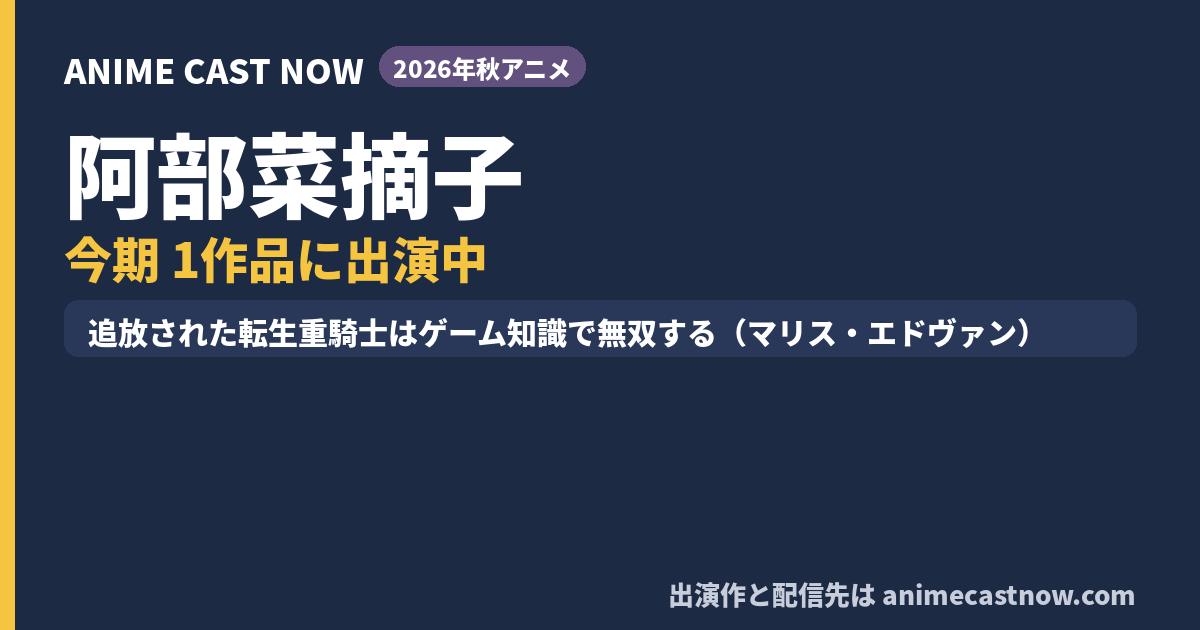 ANIME CAST NOW 2026年秋アニメ
阿部菜摘子
今期 1作品に出演中
追放された転生重騎士はゲーム知識で無双する（マリス・エドヴァン）
出演作と配信先は animecastnow.com